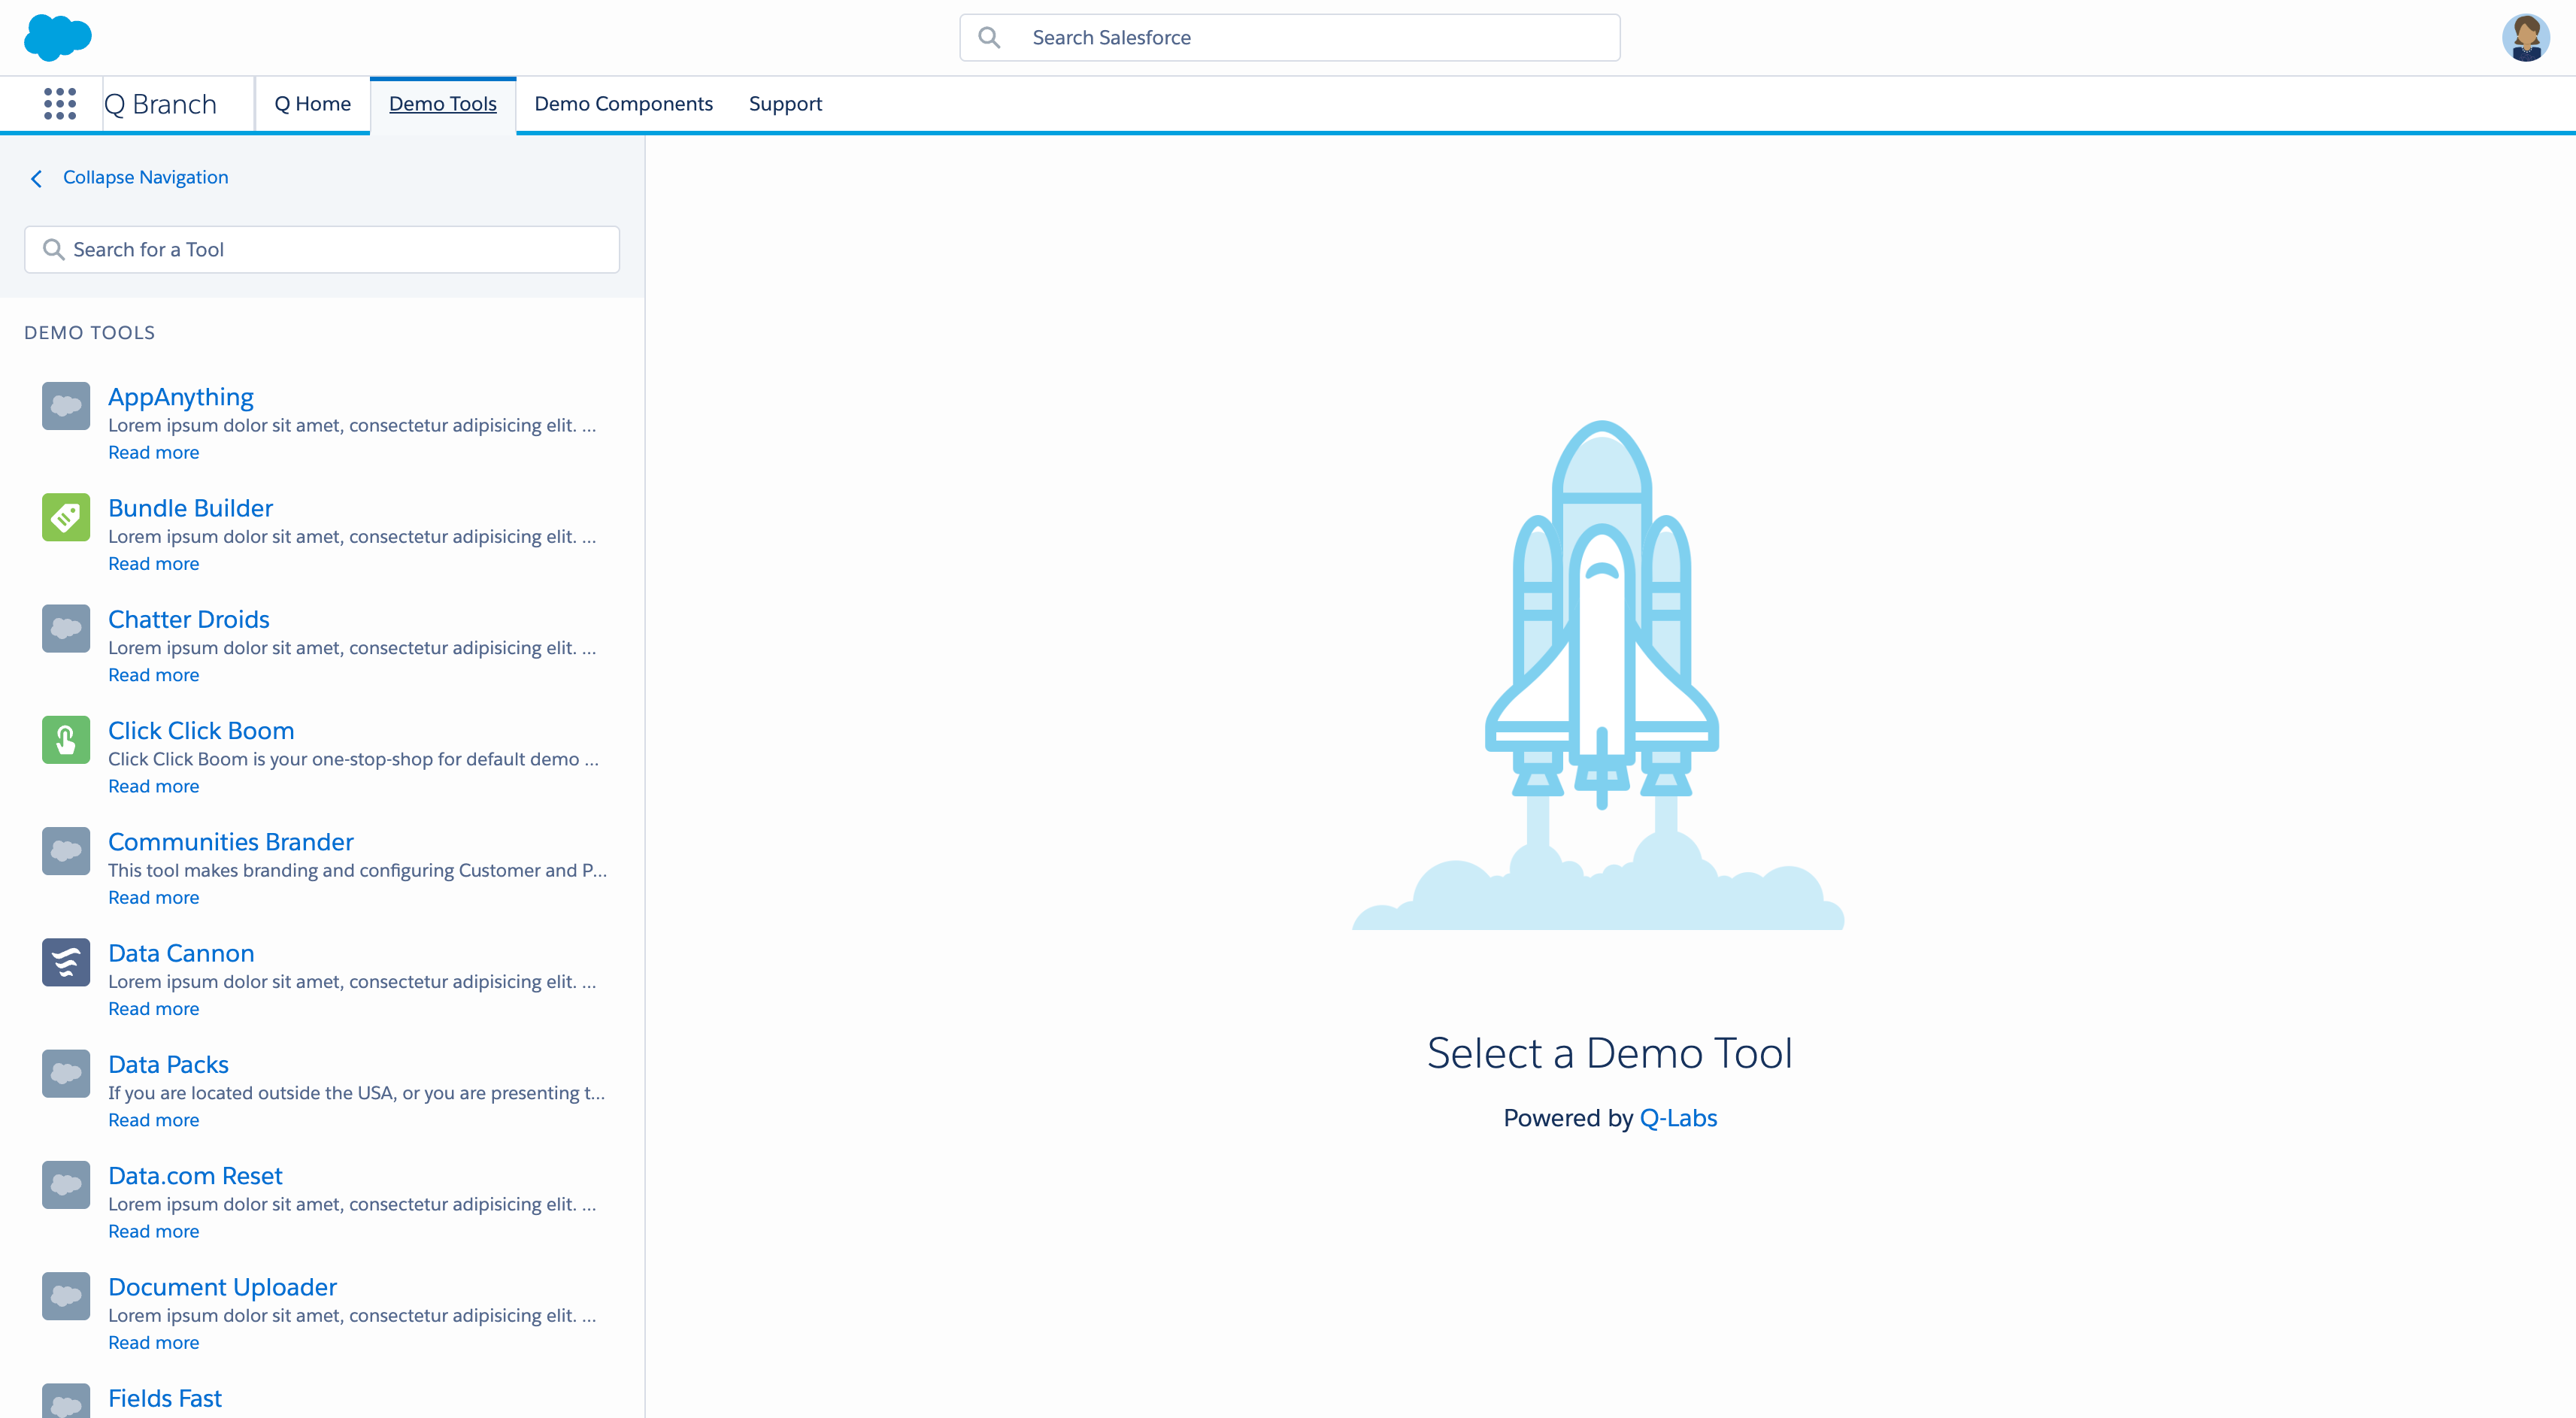 Search Salesforce
Q Branch
Q Home
Demo Tools
Demo Components
Support
Collapse Navigation
Search for a Tool
DEMO TOOLS
AppAnything
Lorem ipsum dolor sit amet, consectetur adipisicing elit. ...
Read more
Bundle Builder
Lorem ipsum dolor sit amet, consectetur adipisicing elit. ...
Read more
Chatter Droids
Lorem ipsum dolor sit amet, consectetur adipisicing elit. ...
Read more
Click Click Boom
Click Click Boom is your one-stop-shop for default demo ...
Read more
Communities Brander
This tool makes branding and configuring Customer and P...
Read more
Data Cannon
Lorem ipsum dolor sit amet, consectetur adipisicing elit. ...
Read more
Data Packs
If you are located outside the USA, or you are presenting t...
Read more
Data.com Reset
Lorem ipsum dolor sit amet, consectetur adipisicing elit. ...
Read more
Document Uploader
Lorem ipsum dolor sit amet, consectetur adipisicing elit. ...
Read more
Fields Fast
Select a Demo Tool
Powered by Q-Labs